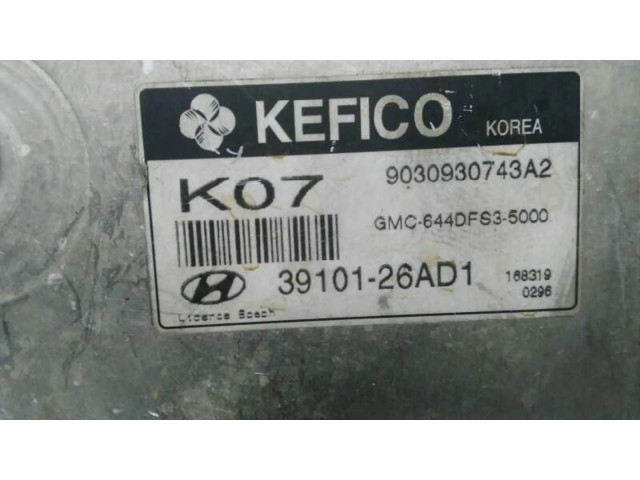 KEFICO KOREA
K07 9030930743A2
GMC-644DFS3-5000
39101-26AD1 168319
0296
Licence Bosch